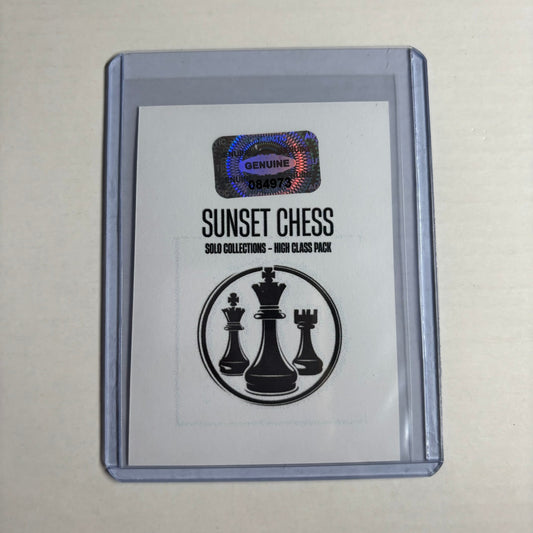 GENUINE
084973
SUNSET CHESS
SOLO COLLECTIONS - HIGH CLASS PACK